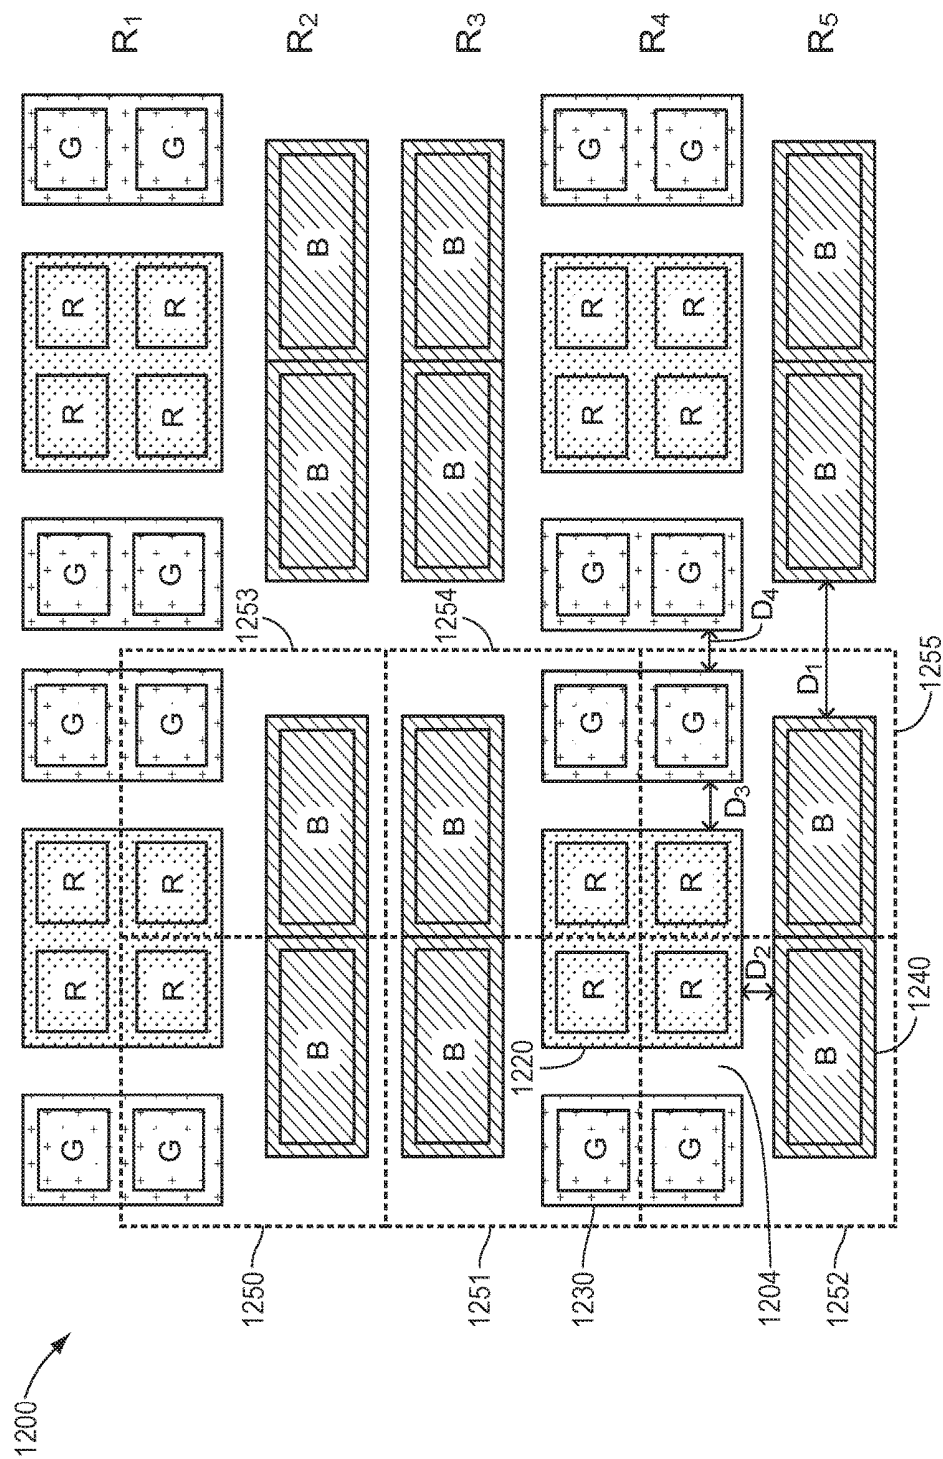 1200
G R R G G R R G
R1
G R R G G R R G
1250
1253
B B B B
R2
1254
B B B B
R3
1251
1220
1230
G R R G G R R G
R4
G R R G G R R G
D3
D4
D2
1204
D1
B B B B
R5
1252
1240
1255